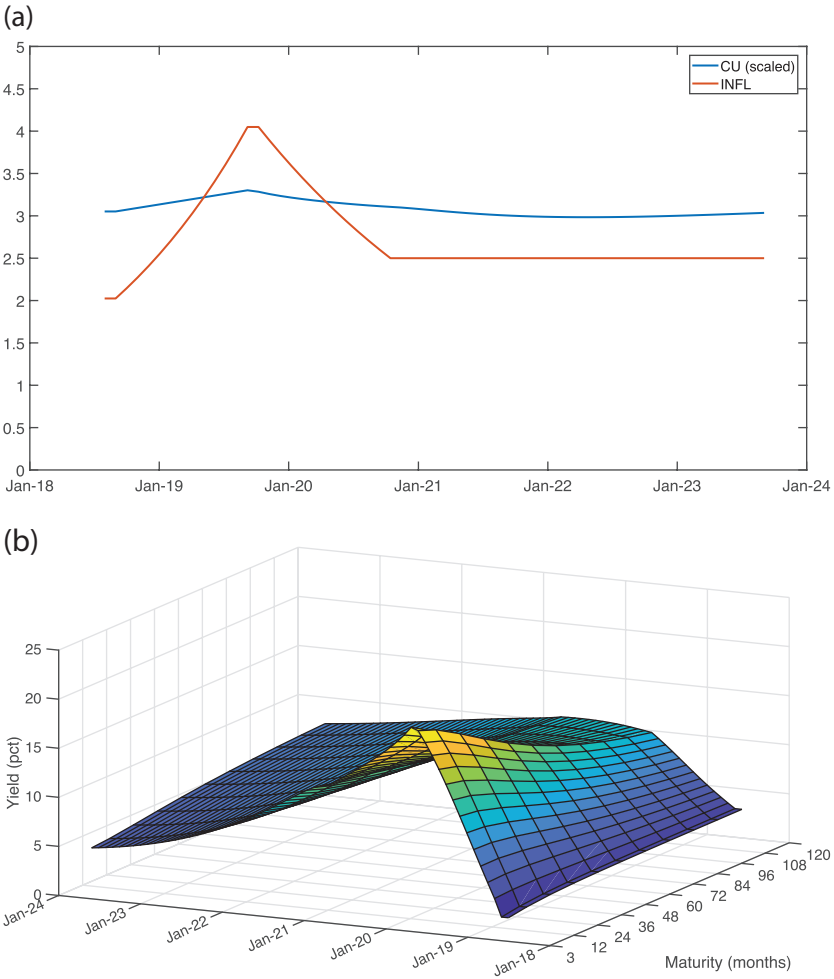 (a)
5
4.5
4
3.5
3
2.5
2
1.5
1
0.5
0
CU (scaled)
INFL
Jan-18 Jan-19 Jan-20 Jan-21 Jan-22 Jan-23 Jan-24
(b)
25
20
15
10
5
0
Yield (pct)
Jan-24 Jan-23 Jan-22 Jan-21 Jan-20 Jan-19 Jan-18
3 12 24 36 48 60 72 84 96 108 120
Maturity (months)